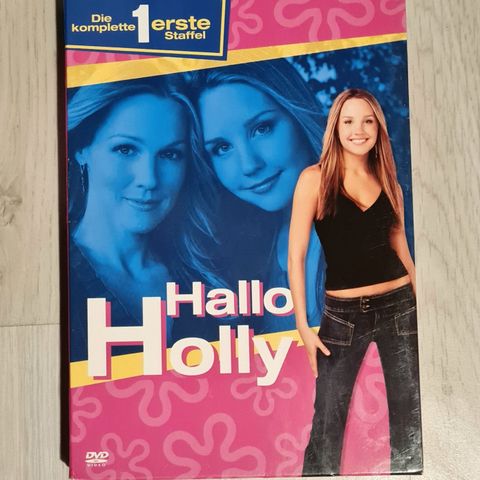 Die
komplette 1 erste
Staffel
Hallo
Holly
DVD
VIDEO